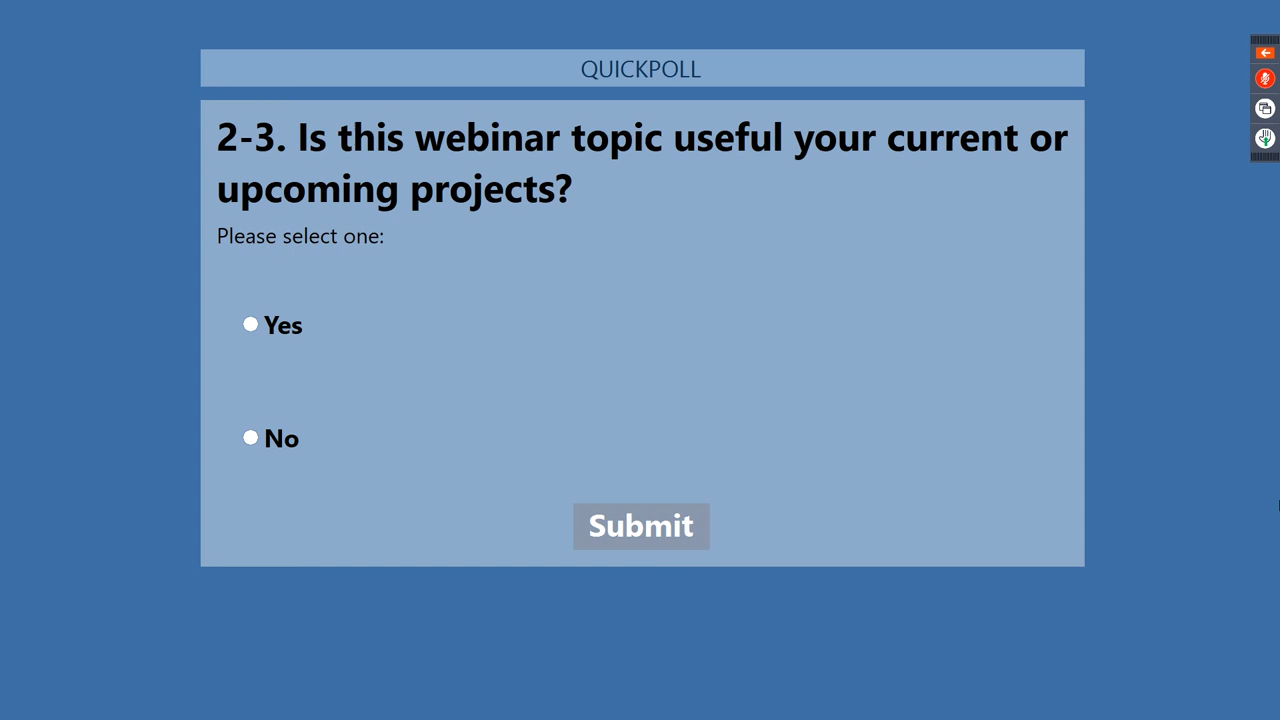 QUICKPOLL
2-3. Is this webinar topic useful your current or
upcoming projects?
Please select one:
Yes
No
Submit